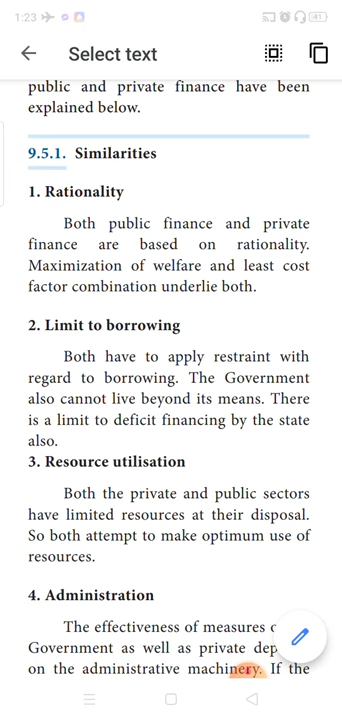 1:23
41
Select text
public and private finance have been
explained below.
9.5.1. Similarities
1. Rationality
Both public finance and private
finance are based on rationality.
Maximization of welfare and least cost
factor combination underlie both.
2. Limit to borrowing
Both have to apply restraint with
regard to borrowing. The Government
also cannot live beyond its means. There
is a limit to deficit financing by the state
also.
3. Resource utilisation
Both the private and public sectors
have limited resources at their disposal.
So both attempt to make optimum use of
resources.
4. Administration
The effectiveness of measures
Government as well as private dep
on the administrative machinery. If the